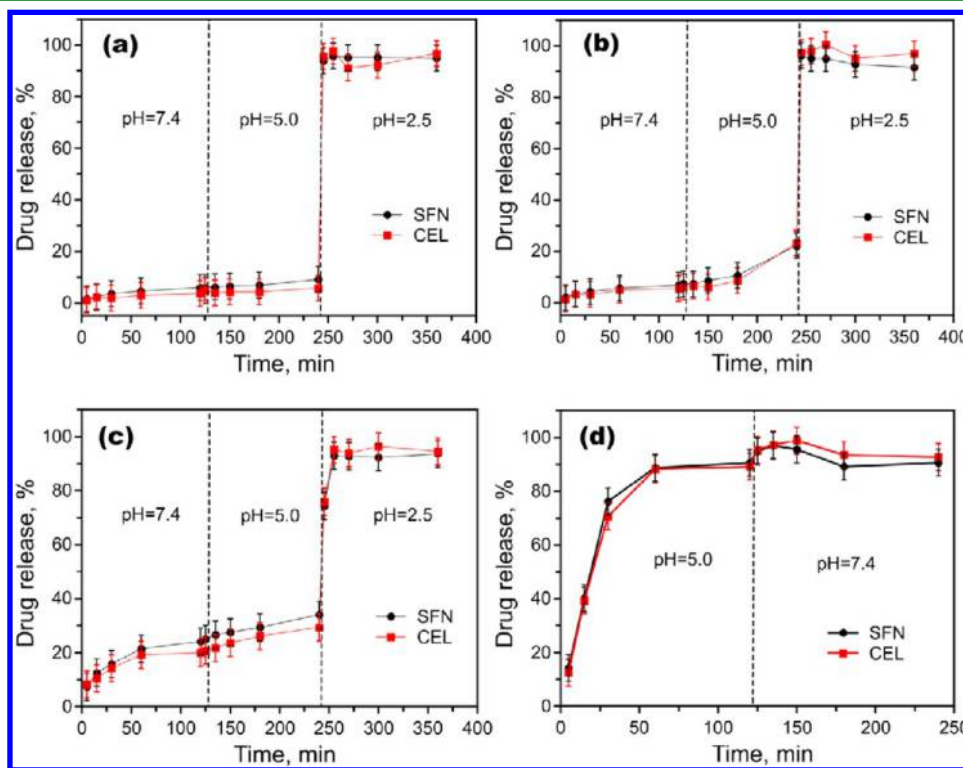 (a)
Drug release, %
100
80
60
40
20
0
pH=7.4
pH=5.0
pH=2.5
SFN
CEL
0 50 100 150 200 250 300 350 400
Time, min
(b)
Drug release, %
100
80
60
40
20
0
pH=7.4
pH=5.0
pH=2.5
SFN
CEL
0 50 100 150 200 250 300 350 400
Time, min
(c)
Drug release, %
100
80
60
40
20
0
pH=7.4
pH=5.0
pH=2.5
SFN
CEL
0 50 100 150 200 250 300 350 400
Time, min
(d)
Drug release, %
100
80
60
40
20
0
pH=5.0
pH=7.4
SFN
CEL
0 50 100 150 200 250
Time, min